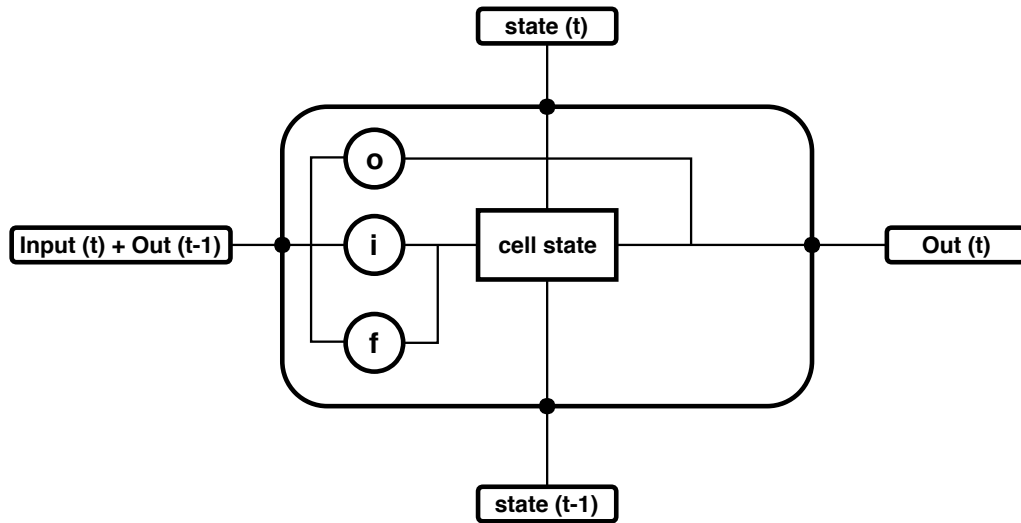 state (t)
o
Input (t) + Out (t-1)
i
cell state
Out (t)
f
state (t-1)